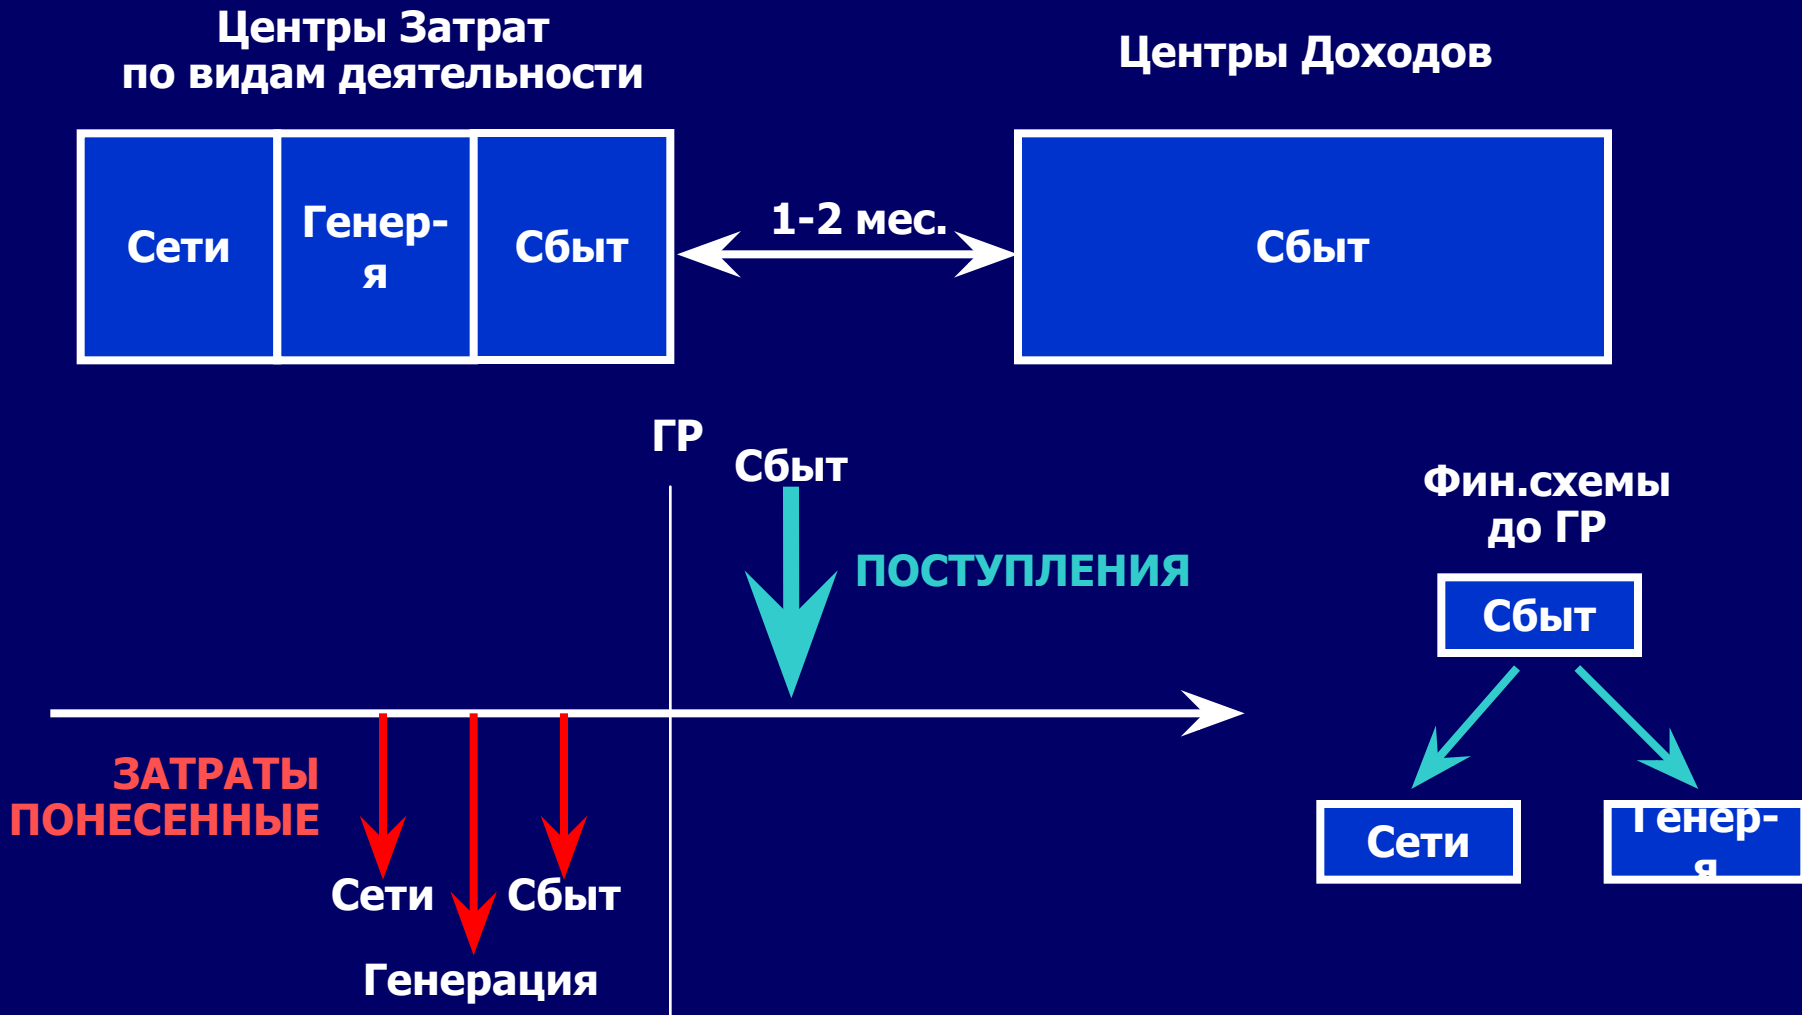 Центры Затрат
по видам деятельности
Центры Доходов
Сети
Генер-
я
Сбыт
1-2 мес.
Сбыт
ГР
Сбыт
ПОСТУПЛЕНИЯ
Фин.схемы
до ГР
Сбыт
Сети
Генер-
я
ЗАТРАТЫ
ПОНЕСЕННЫЕ
Сети
Сбыт
Генерация